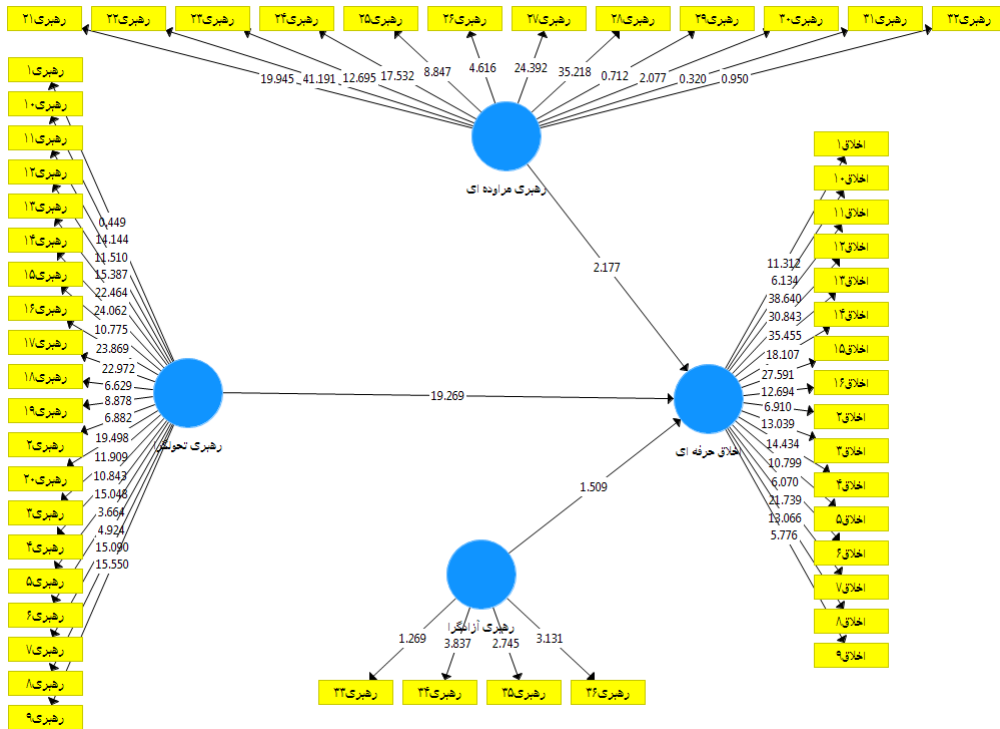 رهبری۲۱
رهبری۲۲
رهبری۲۳
رهبری۲۴
رهبری۲۵
رهبری۲۶
رهبری۲۷
رهبری۲۸
رهبری۲۹
رهبری۳۰
رهبری۳۱
رهبری۳۲
19.945
41.191
12.695
17.532
8.847
4.616
24.392
35.218
0.712
2.077
0.320
0.950
رهبری مراوده ای
رهبری۱
رهبری۱۰
رهبری۱۱
رهبری۱۲
رهبری۱۳
رهبری۱۴
رهبری۱۵
رهبری۱۶
رهبری۱۷
رهبری۱۸
رهبری۱۹
رهبری۲
رهبری۲۰
رهبری۳
رهبری۴
رهبری۵
رهبری۶
رهبری۷
رهبری۸
رهبری۹
0.449
14.144
11.510
15.387
22.464
24.062
10.775
23.869
22.972
6.629
8.878
6.882
19.498
11.909
10.843
15.048
3.664
4.924
15.090
15.550
رهبری تحولگرا
2.177
19.269
1.509
اخلاق حرفه ای
11.312
6.134
38.640
30.843
35.455
18.107
27.591
12.694
6.910
13.039
14.434
10.799
6.070
21.739
13.066
5.776
اخلاق۱
اخلاق۱۰
اخلاق۱۱
اخلاق۱۲
اخلاق۱۳
اخلاق۱۴
اخلاق۱۵
اخلاق۱۶
اخلاق۲
اخلاق۳
اخلاق۴
اخلاق۵
اخلاق۶
اخلاق۷
اخلاق۸
اخلاق۹
رهبری آزادگرا
1.269
3.837
2.745
3.131
رهبری۳۳
رهبری۳۴
رهبری۳۵
رهبری۳۶